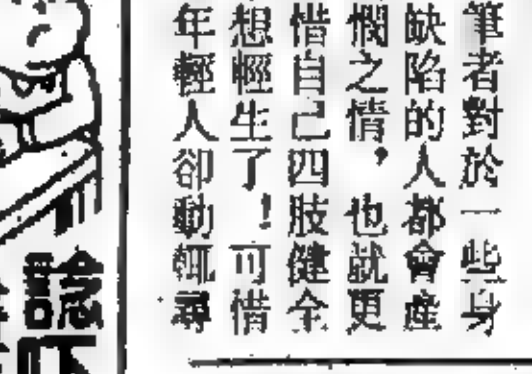 筆者對於一些身
缺陷的人都會產
憫之情，也就更
惜自己四肢健全
想輕生了！可惜
年輕人卻動輒尋
諗